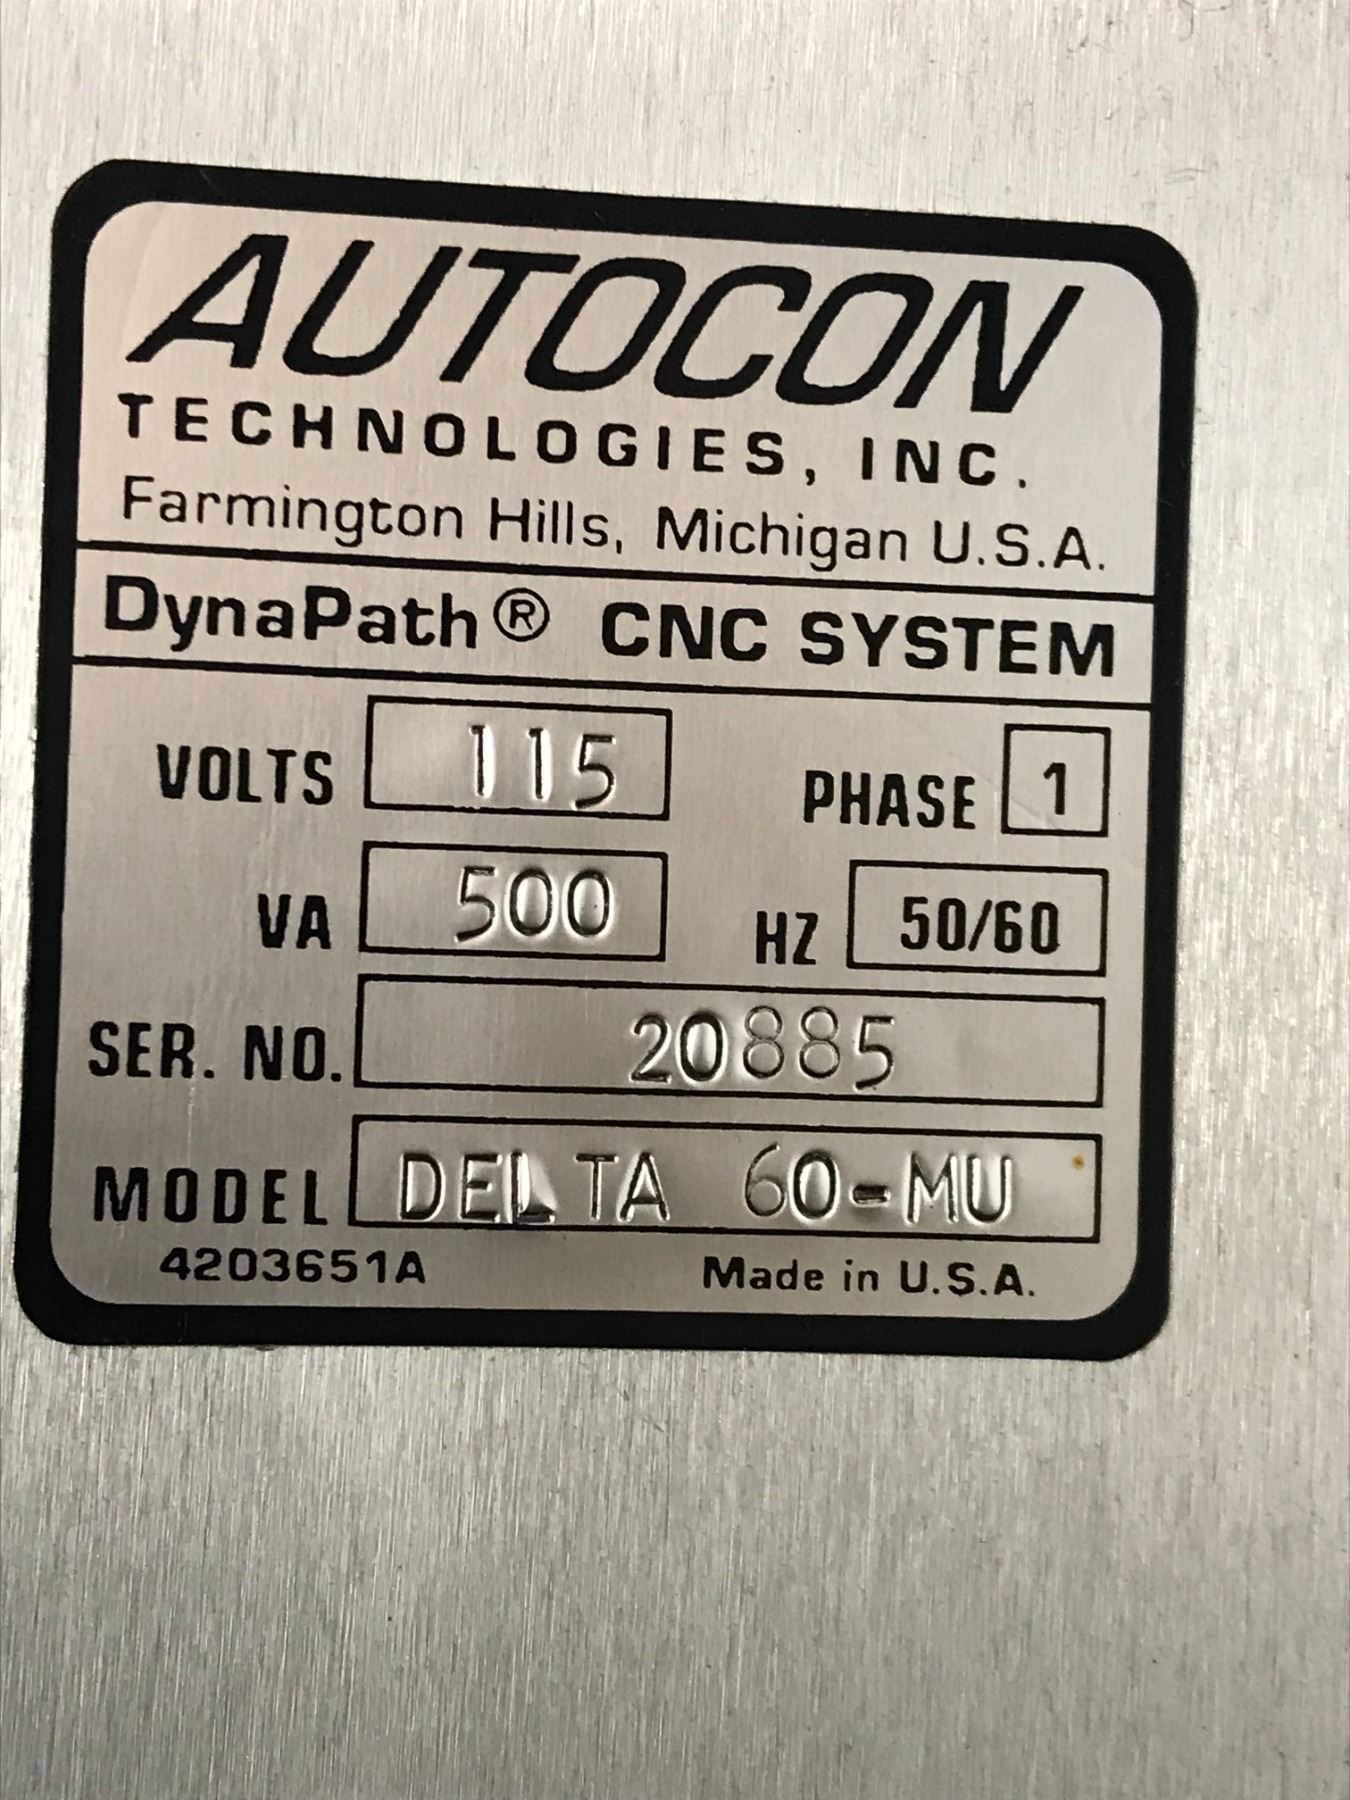 AUTOCON
TECHNOLOGIES, INC.
Farmington Hills, Michigan U.S.A.
DynaPath® CNC SYSTEM
VOLTS 115 PHASE 1
VA 500 HZ 50/60
SER. NO. 20885
MODEL DELTA 60-MU
4203651A Made in U.S.A.